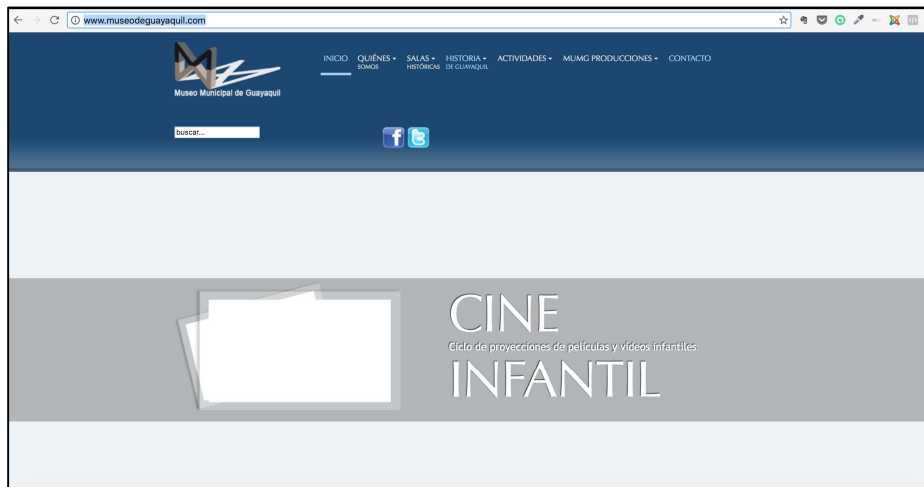 www.museodeguayaquil.com
Museo Municipal de Guayaquil
INICIO QUIÉNES SALAS HISTORIA ACTIVIDADES MUMG PRODUCCIONES CONTACTO
SOMOS HISTÓRICAS DE GUAYAQUIL
buscar...
CINE
Ciclo de proyecciones de películas y vídeos infantiles.
INFANTIL